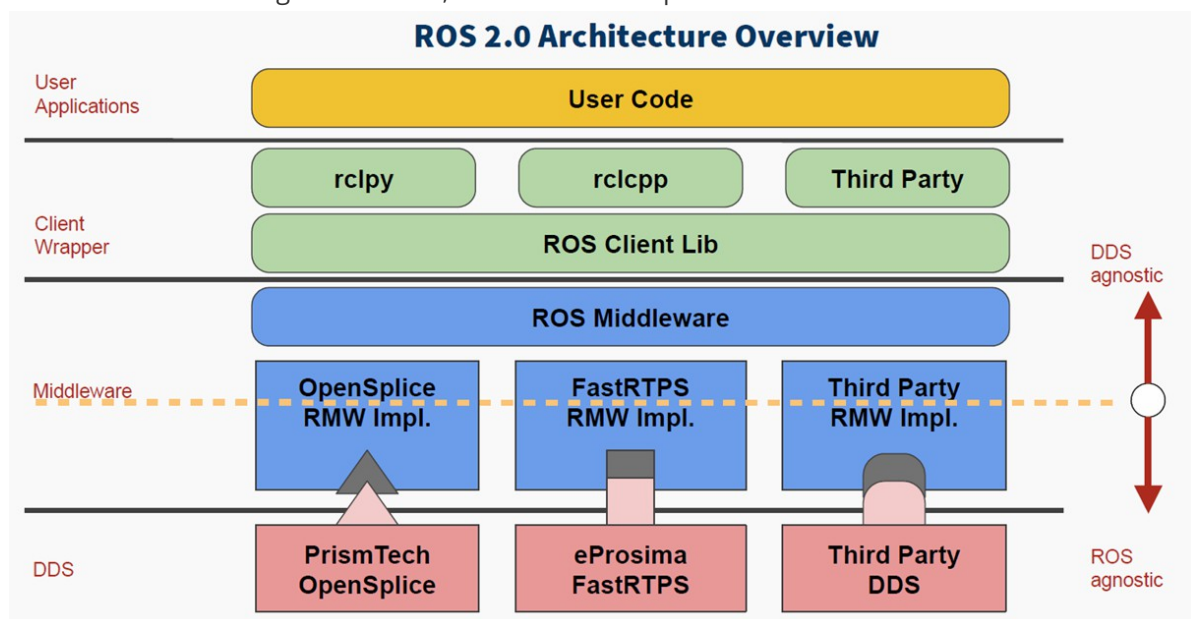 ROS 2.0 Architecture Overview
User
Applications
User Code
rclpy
rclcpp
Third Party
Client
Wrapper
ROS Client Lib
DDS
agnostic
ROS Middleware
Middleware
OpenSplice
RMW Impl.
FastRTPS
RMW Impl.
Third Party
RMW Impl.
DDS
PrismTech
OpenSplice
eProsima
FastRTPS
Third Party
DDS
ROS
agnostic